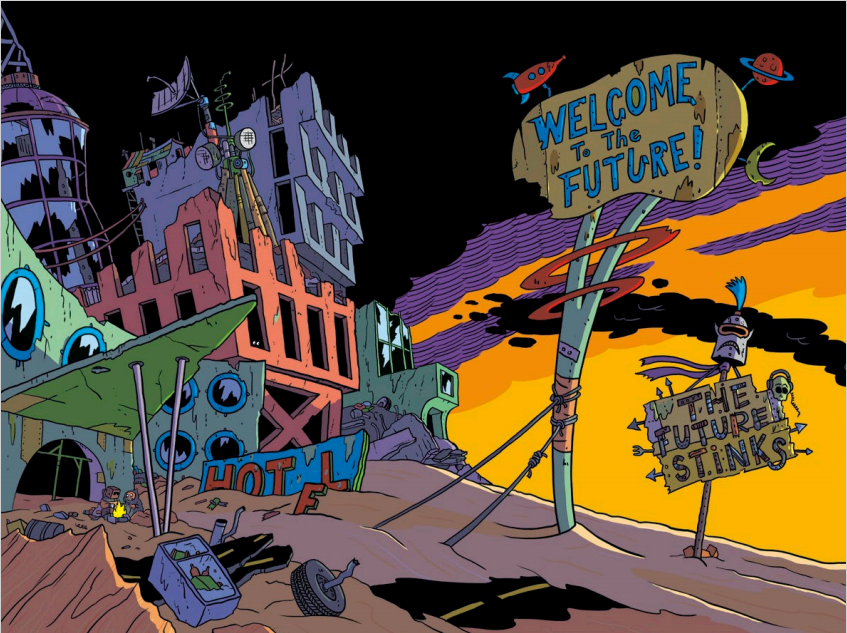 WELCOME
To The
FUTURE!
THE
FUTURE
STiNKS
HOTEL